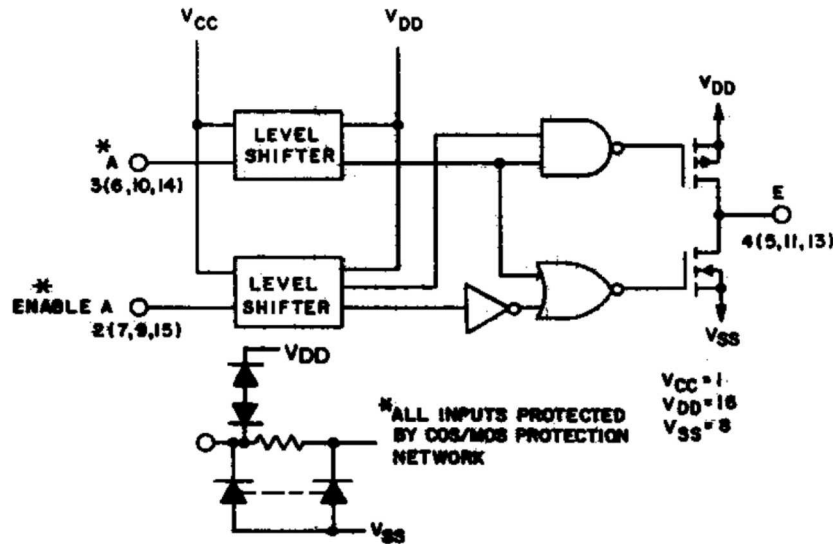 VCC
VDD
LEVEL
SHIFTER
* A
3(6,10,14)
VDD
E
4(5,11,13)
LEVEL
SHIFTER
*
ENABLE A
2(7,9,15)
VSS
VDD
*ALL INPUTS PROTECTED
BY COS/MOS PROTECTION
NETWORK
VCC=1
VDD=16
VSS=8
VSS